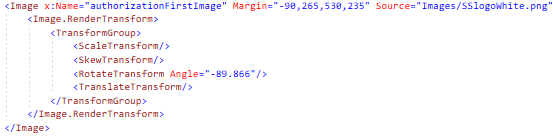 <Image x:Name="authorizationFirstImage" Margin="-90,265,530,235" Source="Images/SSlogoWhite.png"
<Image.RenderTransform>
<TransformGroup>
<ScaleTransform/>
<SkewTransform/>
<RotateTransform Angle="-89.866"/>
<TranslateTransform/>
</TransformGroup>
</Image.RenderTransform>
</Image>